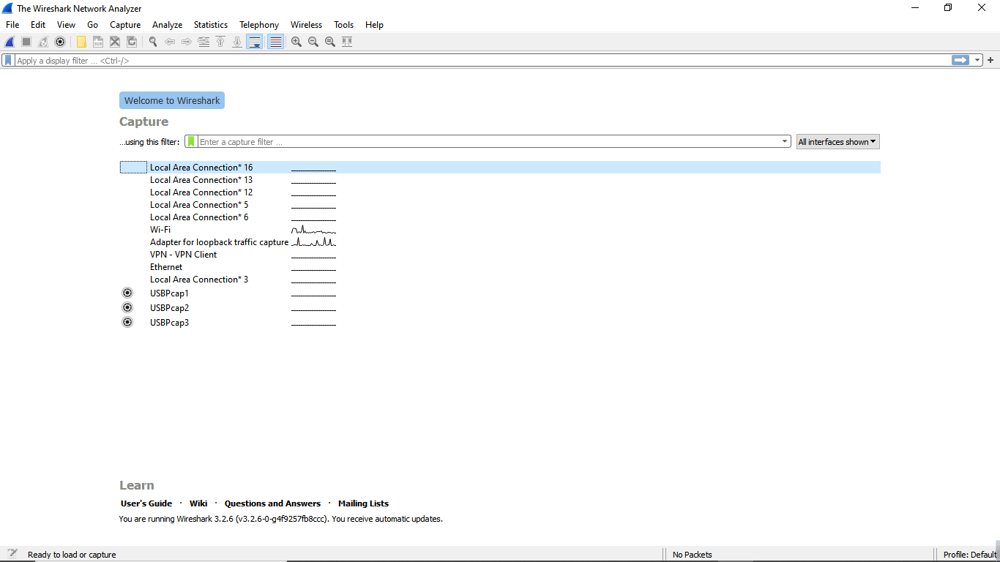 The Wireshark Network Analyzer
File Edit View Go Capture Analyze Statistics Telephony Wireless Tools Help
Apply a display filter ... <Ctrl-/>
Welcome to Wireshark
Capture
...using this filter: Enter a capture filter ... All interfaces shown
Local Area Connection* 16
Local Area Connection* 13
Local Area Connection* 12
Local Area Connection* 5
Local Area Connection* 6
Wi-Fi
Adapter for loopback traffic capture
VPN - VPN Client
Ethernet
Local Area Connection* 3
USBPcap1
USBPcap2
USBPcap3
Learn
User's Guide · Wiki · Questions and Answers · Mailing Lists
You are running Wireshark 3.2.6 (v3.2.6-0-g4f9257fb8ccc). You receive automatic updates.
Ready to load or capture No Packets Profile: Default